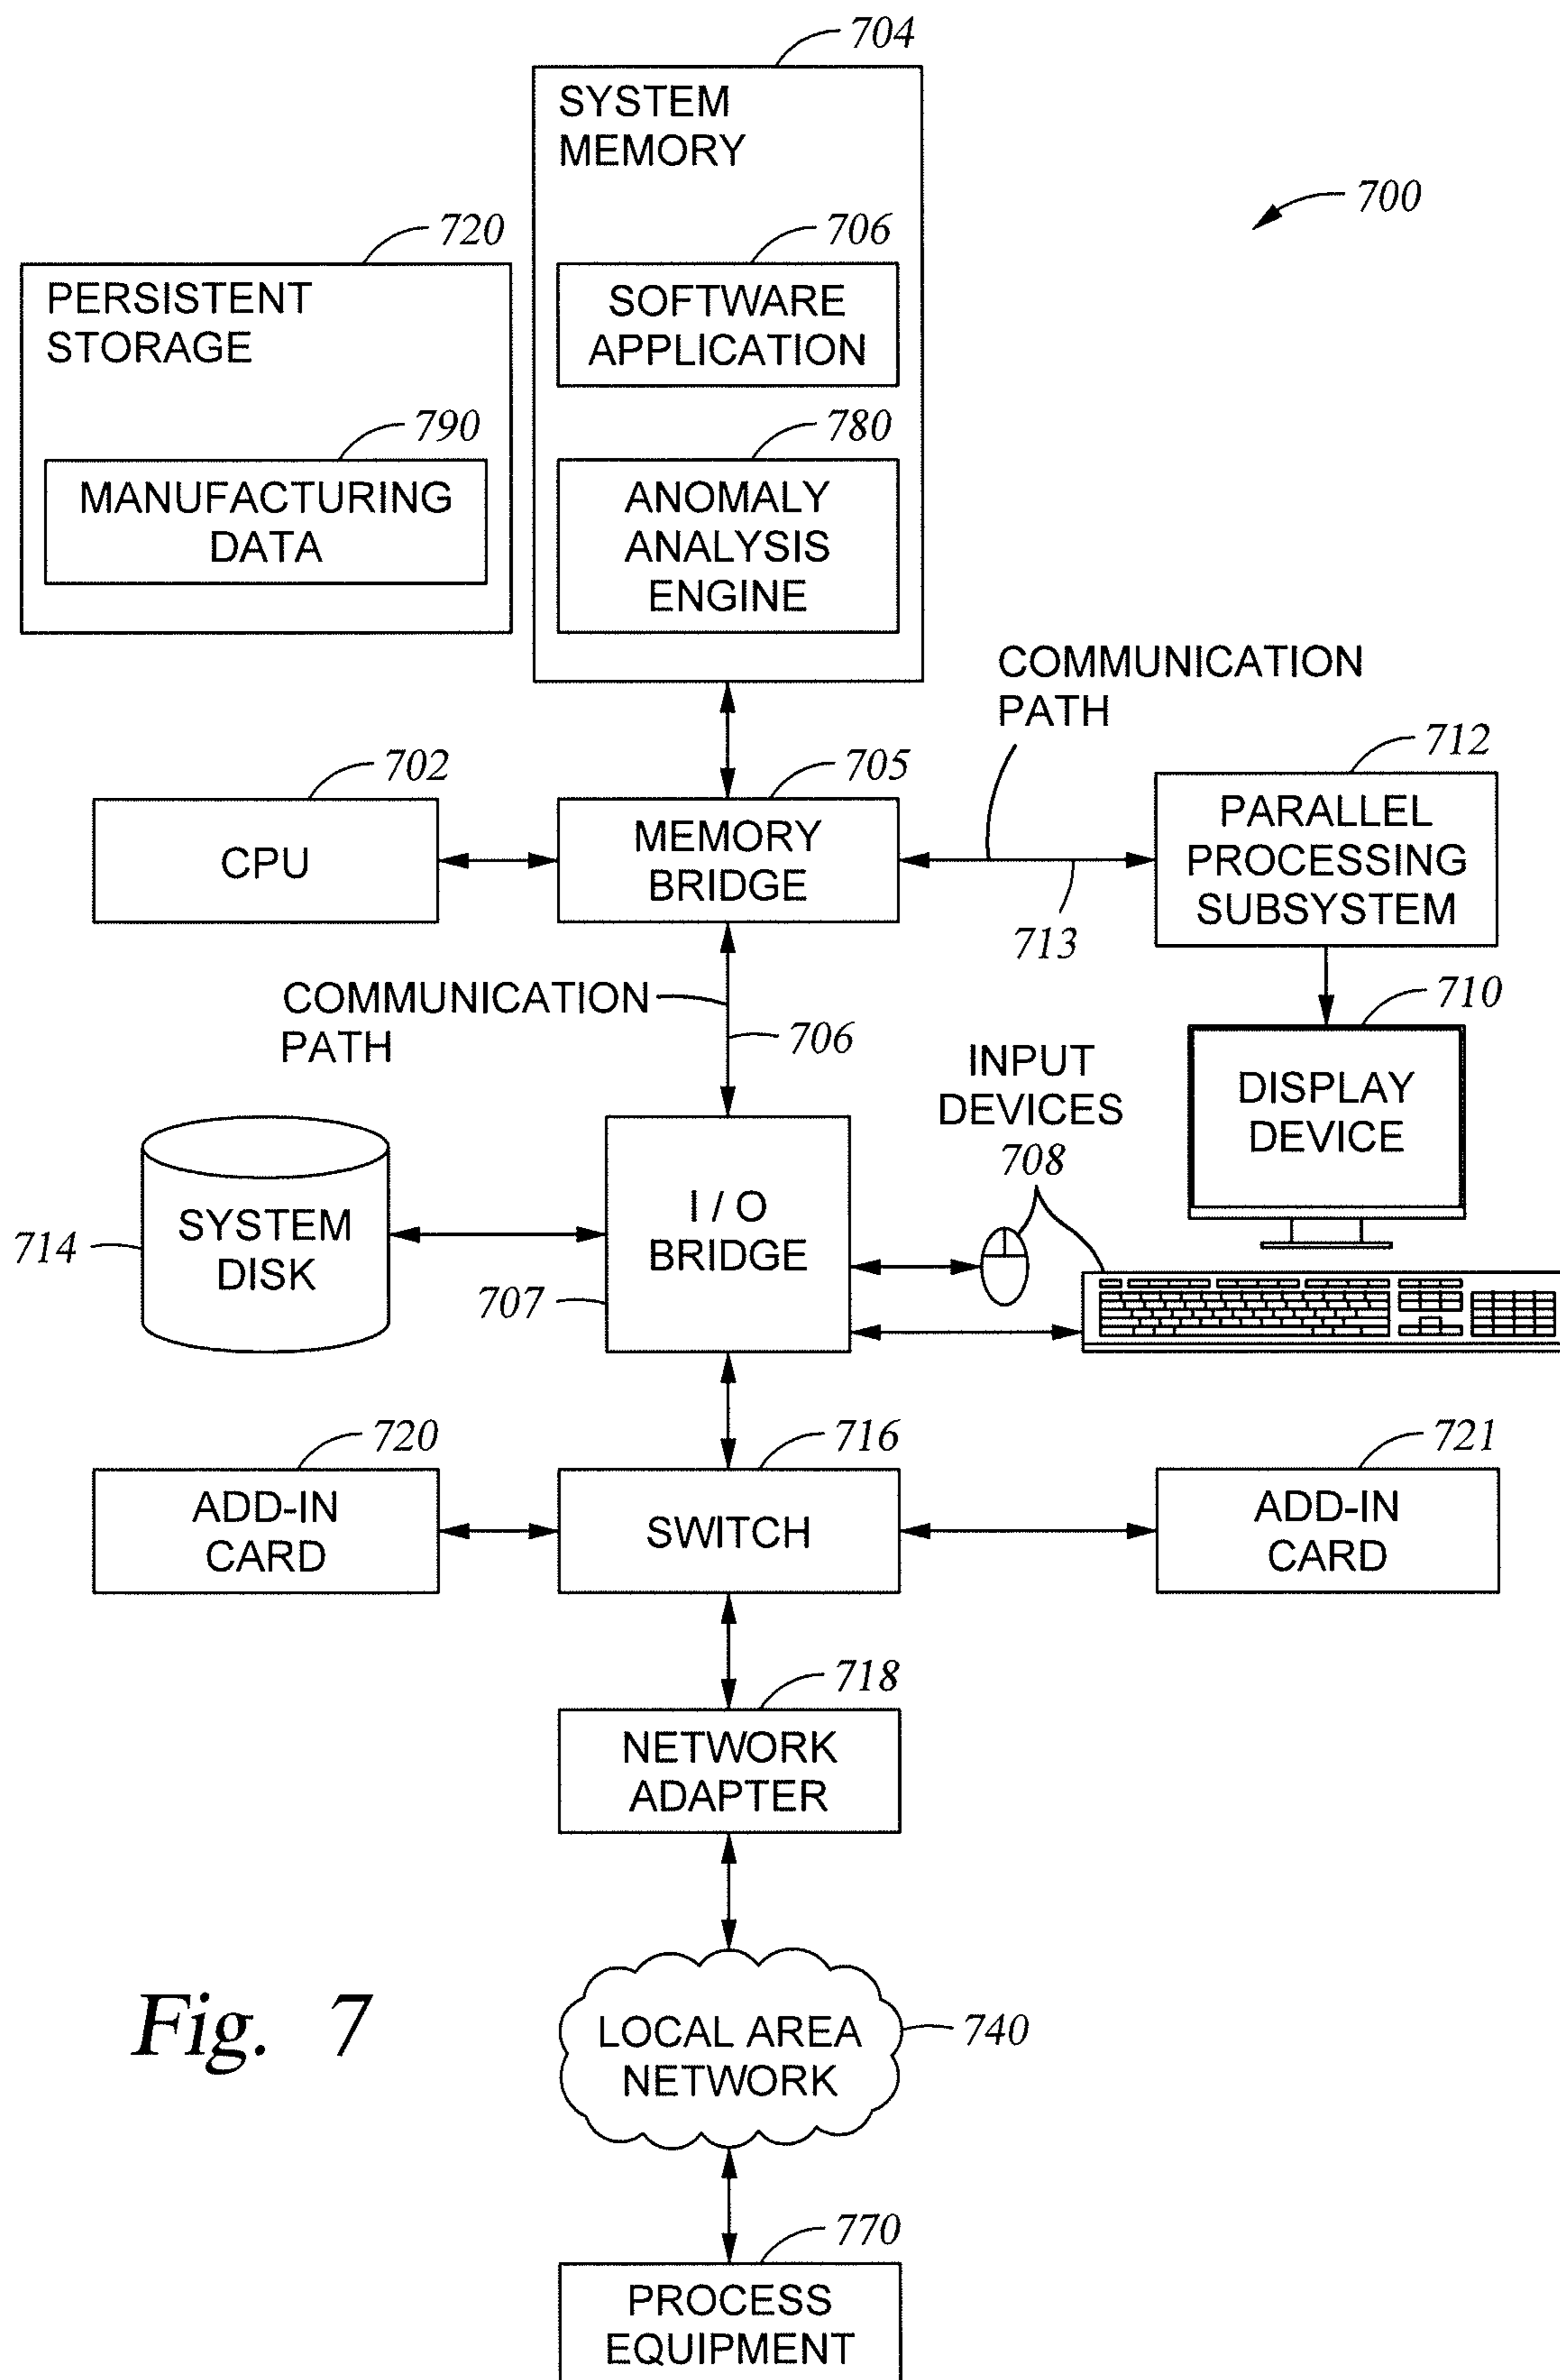 704
SYSTEM
MEMORY
700
720
706
PERSISTENT
STORAGE
SOFTWARE
APPLICATION
790
780
MANUFACTURING
DATA
ANOMALY
ANALYSIS
ENGINE
COMMUNICATION
PATH
702
705
712
CPU
MEMORY
BRIDGE
PARALLEL
PROCESSING
SUBSYSTEM
713
COMMUNICATION
PATH
706
710
INPUT
DEVICES
708
DISPLAY
DEVICE
714
SYSTEM
DISK
I / O
BRIDGE
707
720
716
721
ADD-IN
CARD
SWITCH
ADD-IN
CARD
718
NETWORK
ADAPTER
Fig. 7
LOCAL AREA
NETWORK
740
770
PROCESS
EQUIPMENT